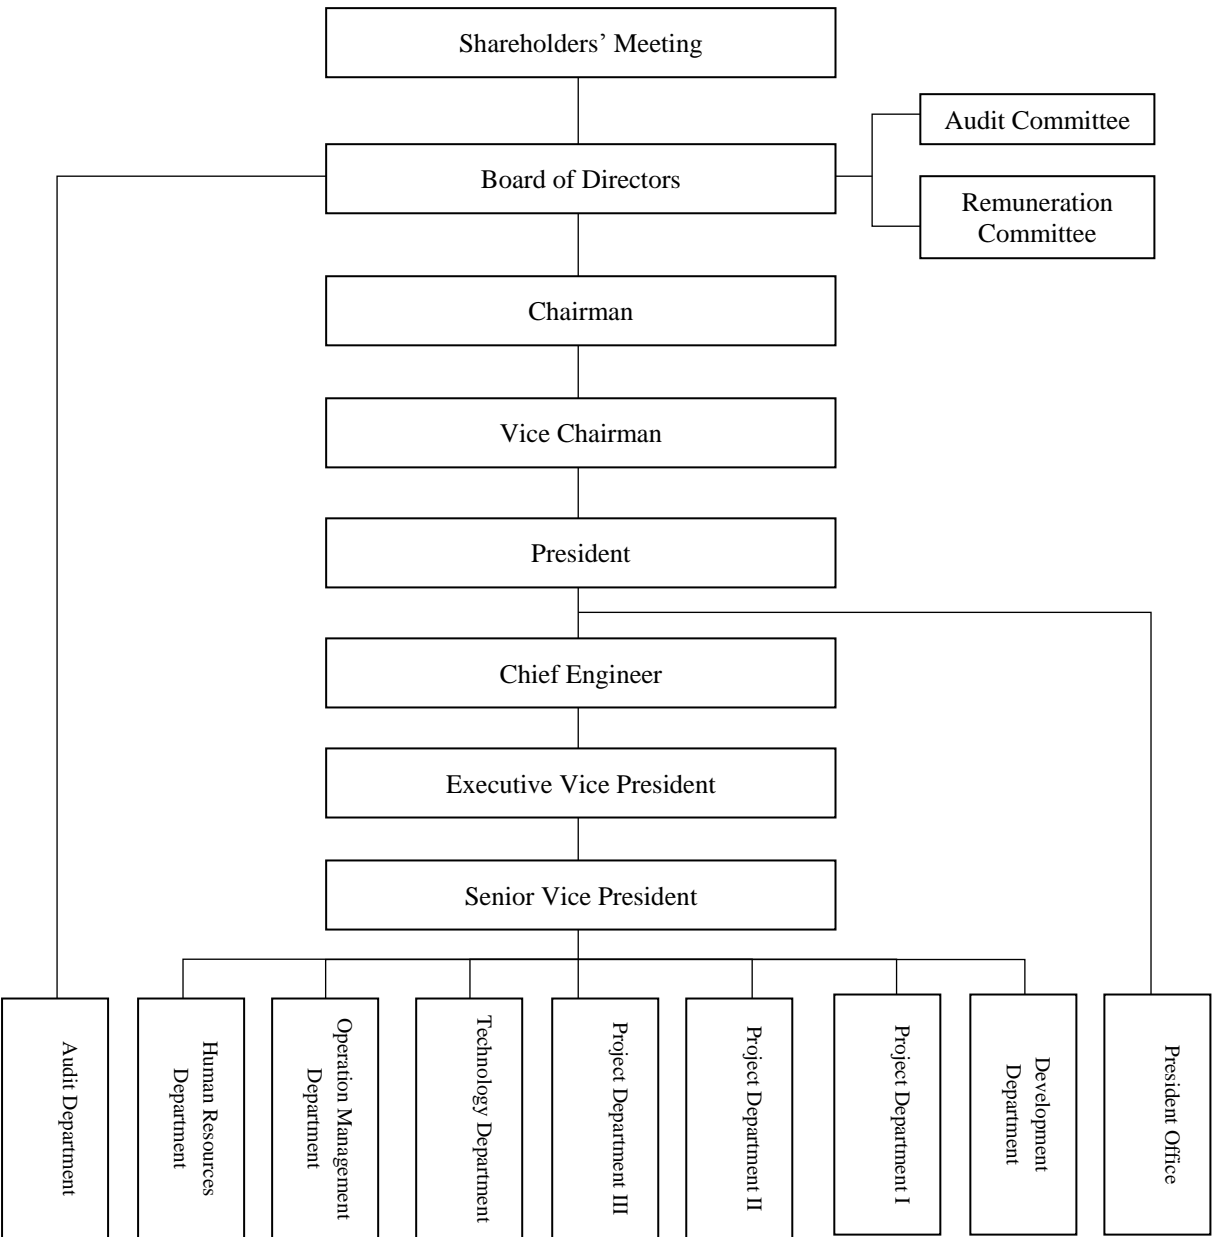 Shareholders’ Meeting
Audit Committee
Board of Directors
Remuneration
Committee
Chairman
Vice Chairman
President
Chief Engineer
Executive Vice President
Senior Vice President
Audit Department
Human Resources
Department
Operation Management
Department
Technology Department
Project Department III
Project Department II
Project Department I
Development
Department
President Office